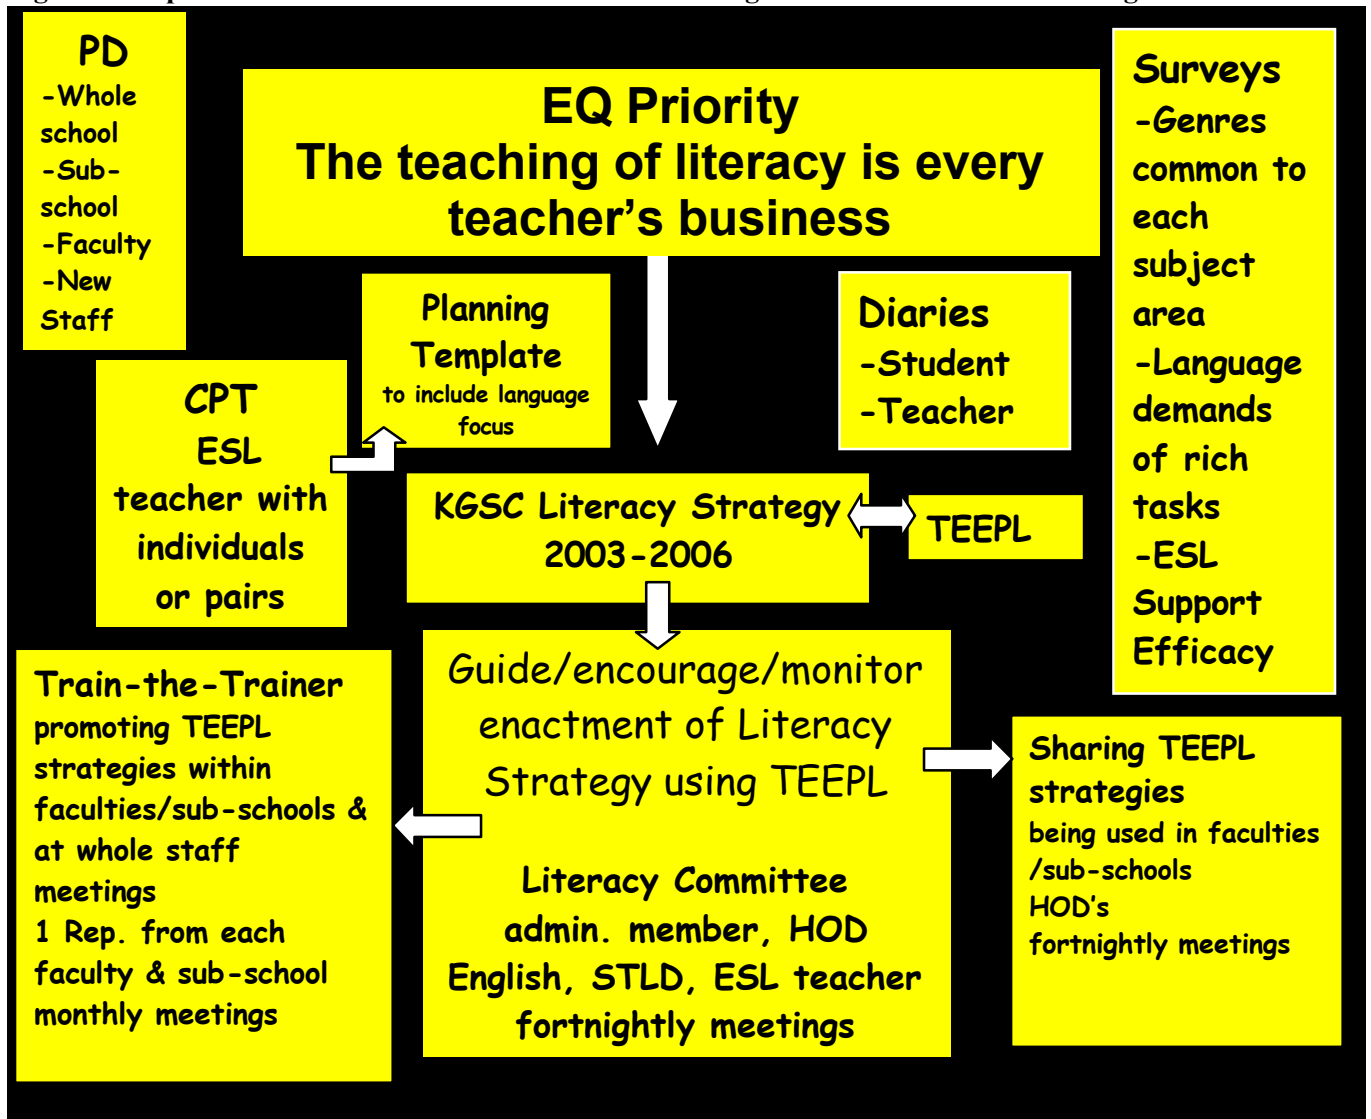 PD
-Whole
school
-Sub-
school
-Faculty
-New
Staff
EQ Priority
The teaching of literacy is every
teacher’s business
Surveys
-Genres
common to
each
subject
area
-Language
demands
of rich
tasks
-ESL
Support
Efficacy
Planning
Template
to include language
focus
Diaries
-Student
-Teacher
CPT
ESL
teacher with
individuals
or pairs
KGSC Literacy Strategy
2003-2006
TEEPL
Train-the-Trainer
promoting TEEPL
strategies within
faculties/sub-schools &
at whole staff
meetings
1 Rep. from each
faculty & sub-school
monthly meetings
Guide/encourage/monitor
enactment of Literacy
Strategy using TEEPL
Literacy Committee
admin. member, HOD
English, STLD, ESL teacher
fortnightly meetings
Sharing TEEPL
strategies
being used in faculties
/sub-schools
HOD’s
fortnightly meetings